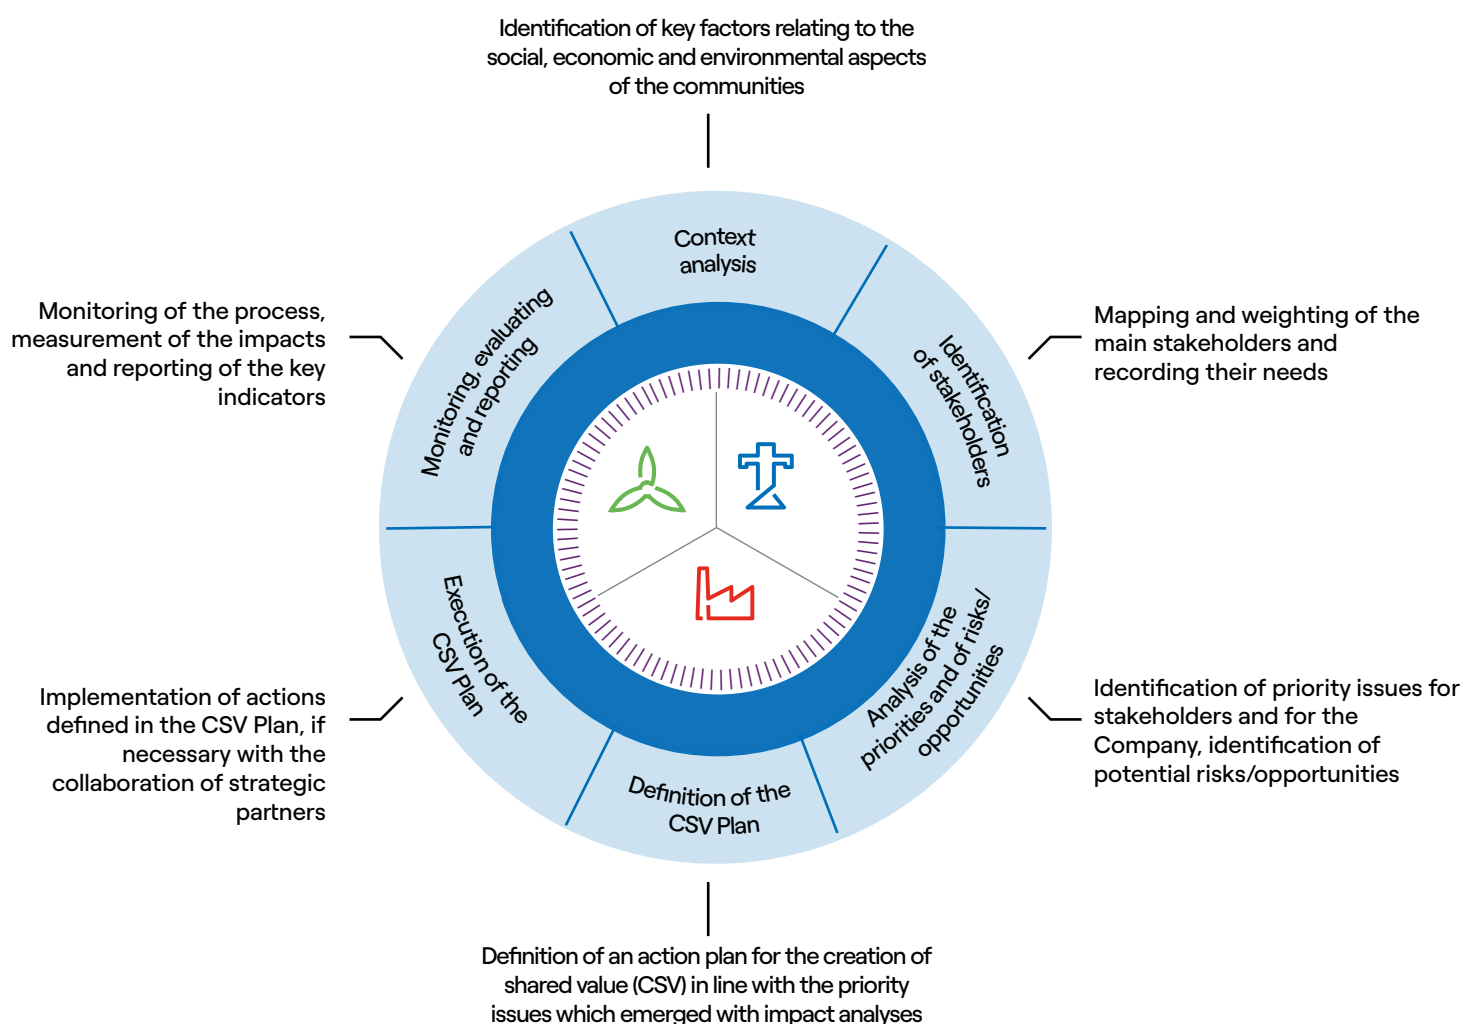 Identification of key factors relating to the
social, economic and environmental aspects
of the communities
Context
analysis
Mapping and weighting of the
main stakeholders and
recording their needs
Identification
of stakeholders
Identification of priority issues for
stakeholders and for the
Company, identification of
potential risks/opportunities
Analysis of the
priorities and of risks/
opportunities
Definition of the
CSV Plan
Definition of an action plan for the creation of
shared value (CSV) in line with the priority
issues which emerged with impact analyses
Execution of the
CSV Plan
Implementation of actions
defined in the CSV Plan, if
necessary with the
collaboration of strategic
partners
Monitoring, evaluating
and reporting
Monitoring of the process,
measurement of the impacts
and reporting of the key
indicators